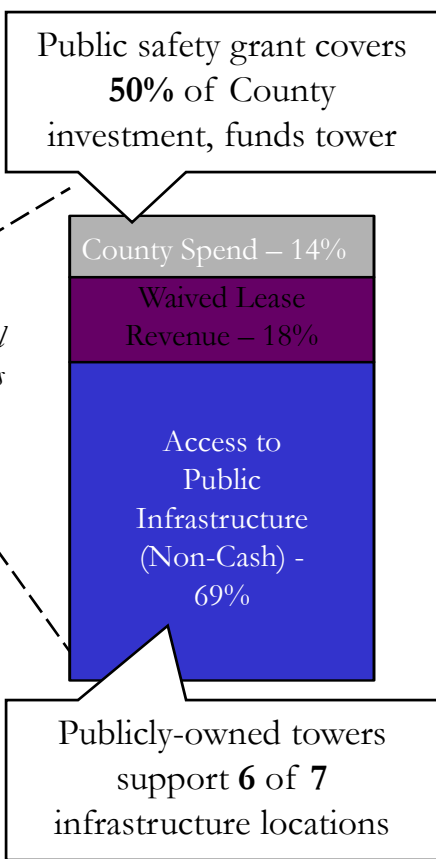 Public safety grant covers
50% of County
investment, funds tower
County Spend – 14%
Waived Lease
Revenue – 18%
Access to
Public
Infrastructure
(Non-Cash) -
69%
Publicly-owned towers
support 6 of 7
infrastructure locations